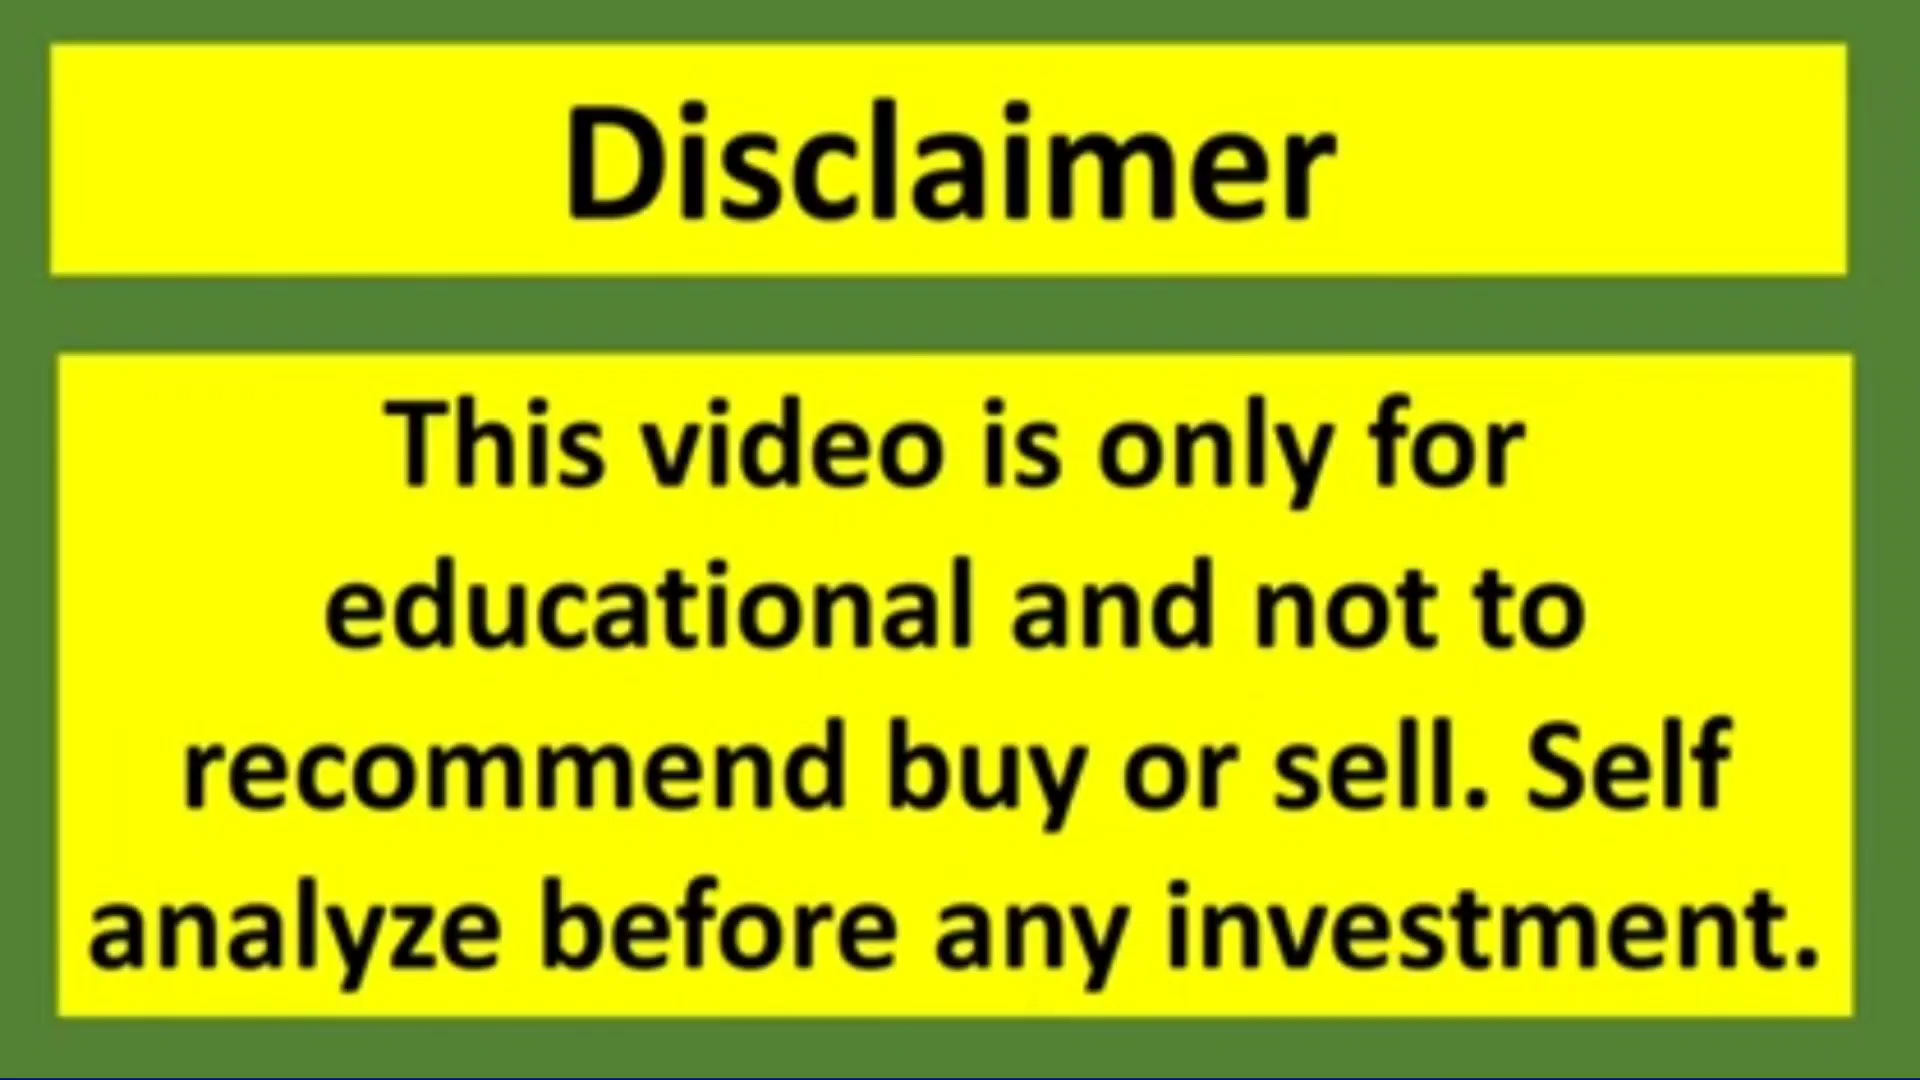 Disclaimer
This video is only for
educational and not to
recommend buy or sell. Self
analyze before any investment.